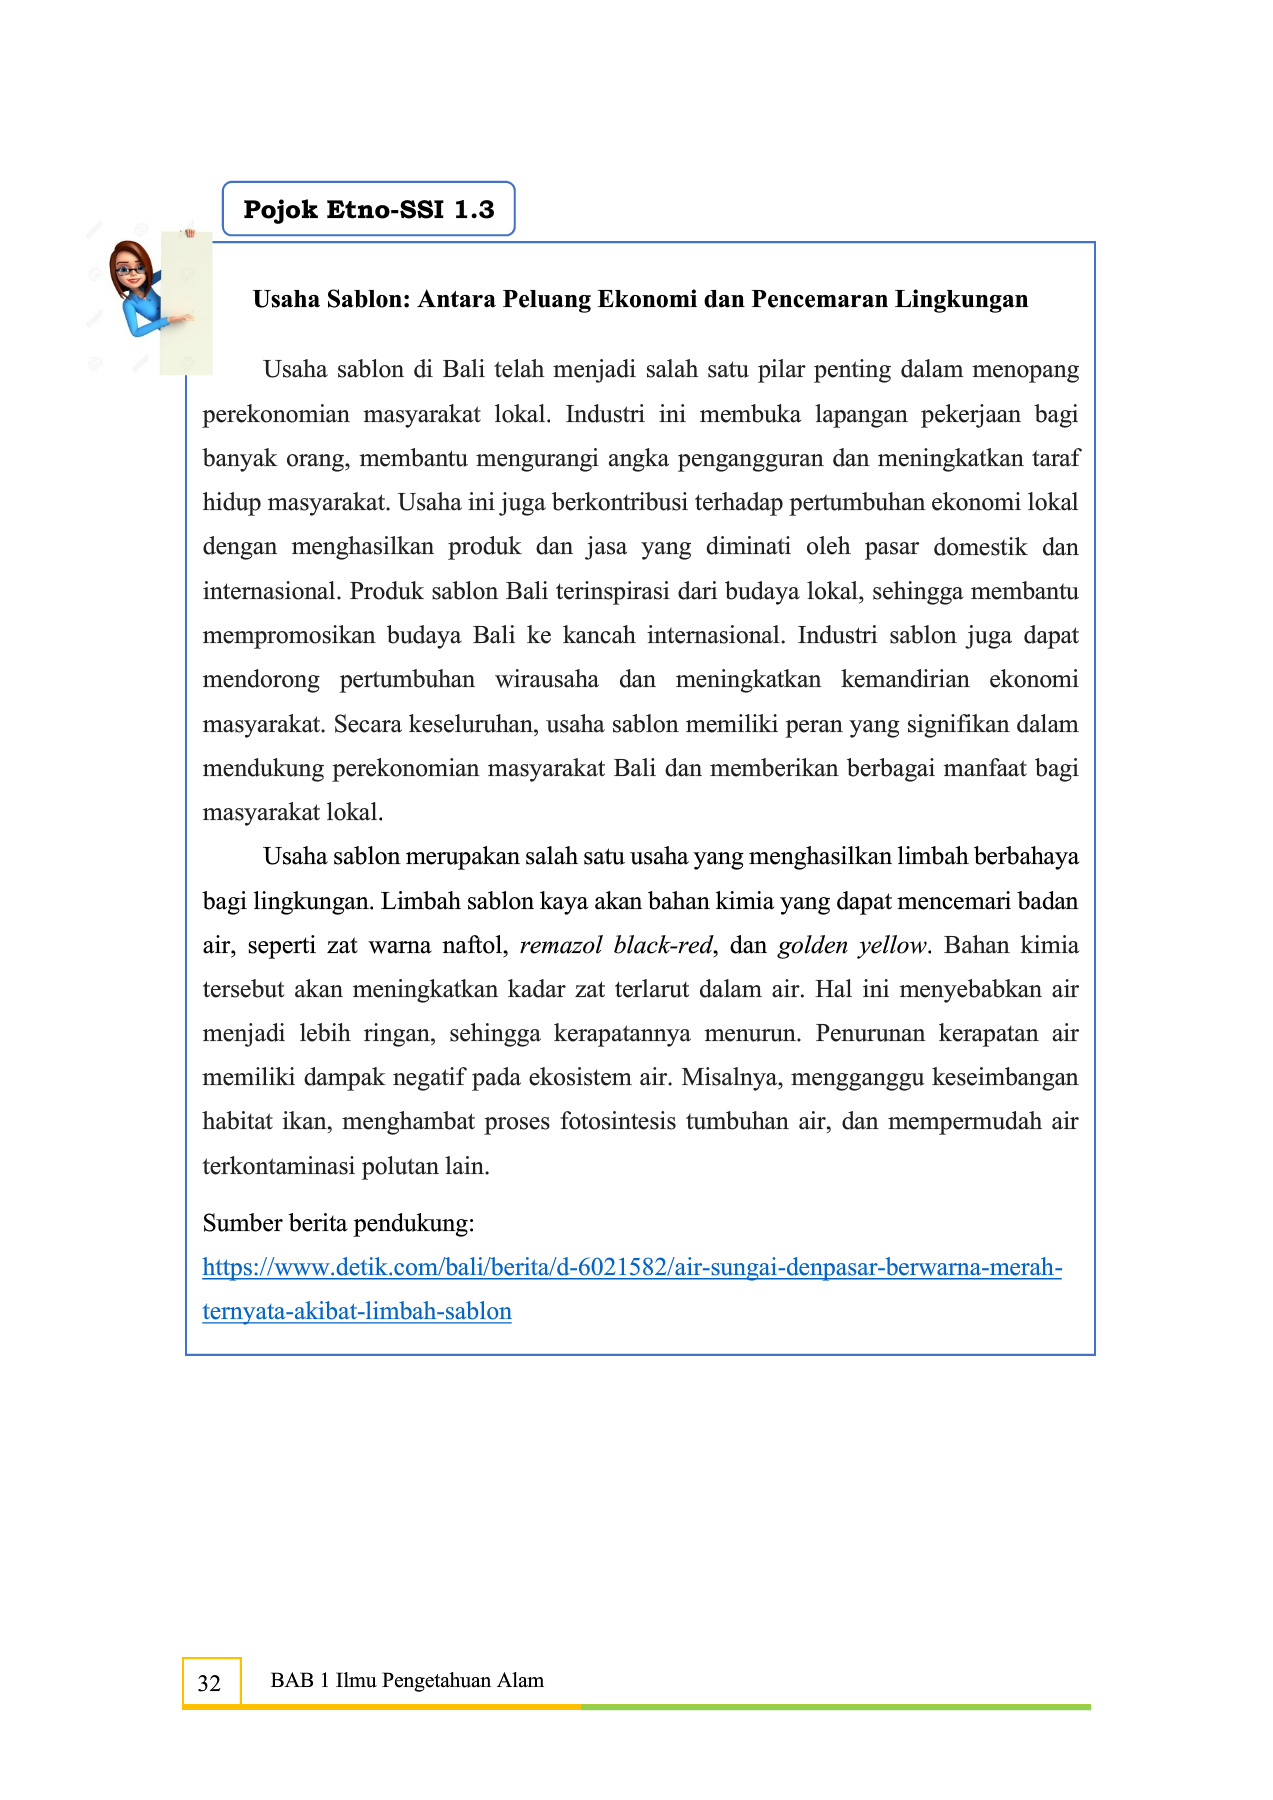 Pojok Etno-SSI 1.3
Usaha Sablon: Antara Peluang Ekonomi dan Pencemaran Lingkungan
Usaha sablon di Bali telah menjadi salah satu pilar penting dalam menopang
perekonomian masyarakat lokal. Industri ini membuka lapangan pekerjaan bagi
banyak orang, membantu mengurangi angka pengangguran dan meningkatkan taraf
hidup masyarakat. Usaha ini juga berkontribusi terhadap pertumbuhan ekonomi lokal
dengan menghasilkan produk dan jasa yang diminati oleh pasar domestik dan
internasional. Produk sablon Bali terinspirasi dari budaya lokal, sehingga membantu
mempromosikan budaya Bali ke kancah internasional. Industri sablon juga dapat
mendorong pertumbuhan wirausaha dan meningkatkan kemandirian ekonomi
masyarakat. Secara keseluruhan, usaha sablon memiliki peran yang signifikan dalam
mendukung perekonomian masyarakat Bali dan memberikan berbagai manfaat bagi
masyarakat lokal.
Usaha sablon merupakan salah satu usaha yang menghasilkan limbah berbahaya
bagi lingkungan. Limbah sablon kaya akan bahan kimia yang dapat mencemari badan
air, seperti zat warna naftol, remazol black-red, dan golden yellow. Bahan kimia
tersebut akan meningkatkan kadar zat terlarut dalam air. Hal ini menyebabkan air
menjadi lebih ringan, sehingga kerapatannya menurun. Penurunan kerapatan air
memiliki dampak negatif pada ekosistem air. Misalnya, mengganggu keseimbangan
habitat ikan, menghambat proses fotosintesis tumbuhan air, dan mempermudah air
terkontaminasi polutan lain.
Sumber berita pendukung:
https://www.detik.com/bali/berita/d-6021582/air-sungai-denpasar-berwarna-merah-
ternyata-akibat-limbah-sablon
32
BAB 1 Ilmu Pengetahuan Alam